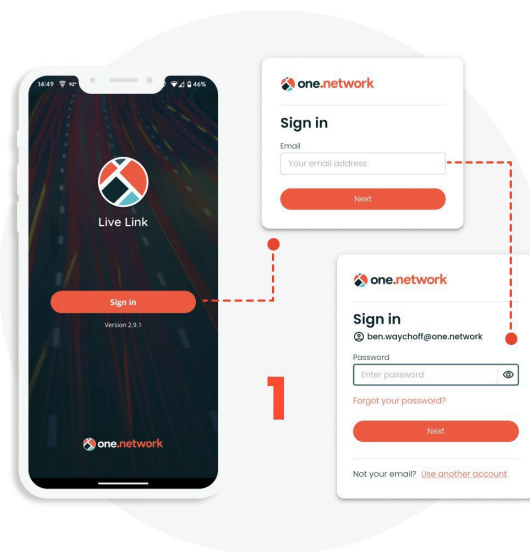 14:49 93° 46%
Live Link
Sign in
Version 2.9.1
one.network
one.network
Sign in
Email
Your email address
Next
1
one.network
Sign in
ben.waychoff@one.network
Password
Enter password
Forgot your password?
Next
Not your email? Use another account